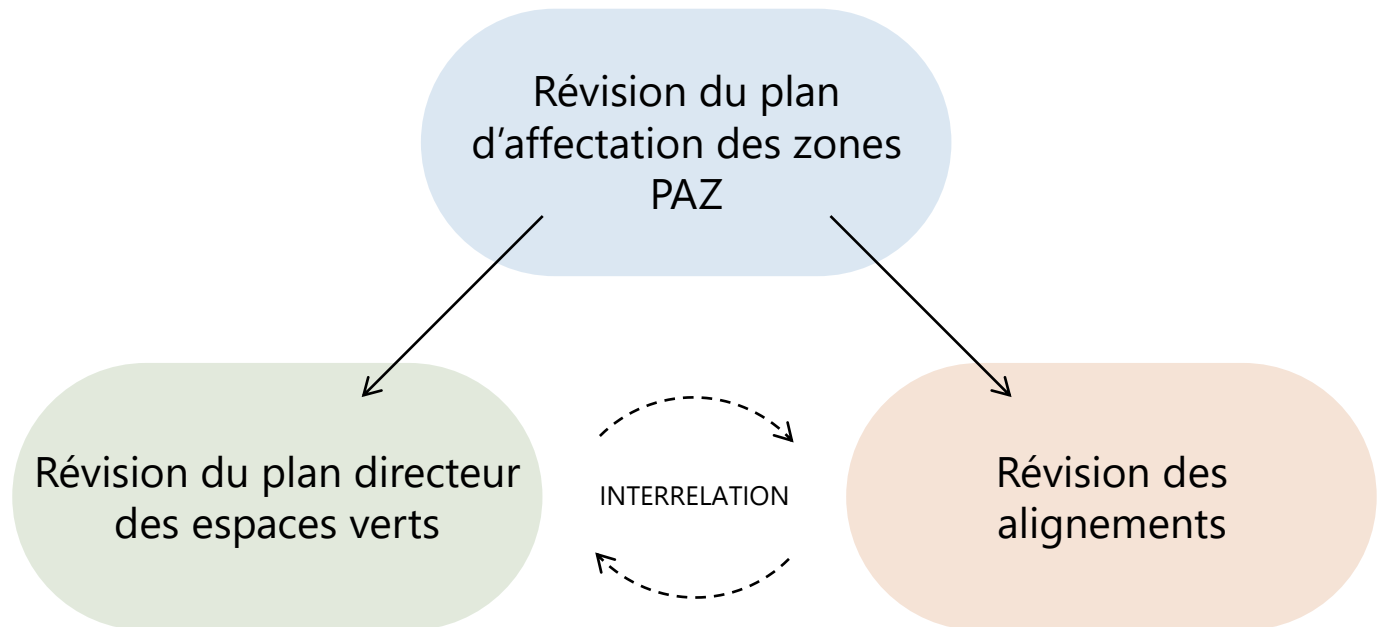 Révision du plan
d’affectation des zones
PAZ
Révision du plan directeur
des espaces verts
INTERRELATION
Révision des
alignements